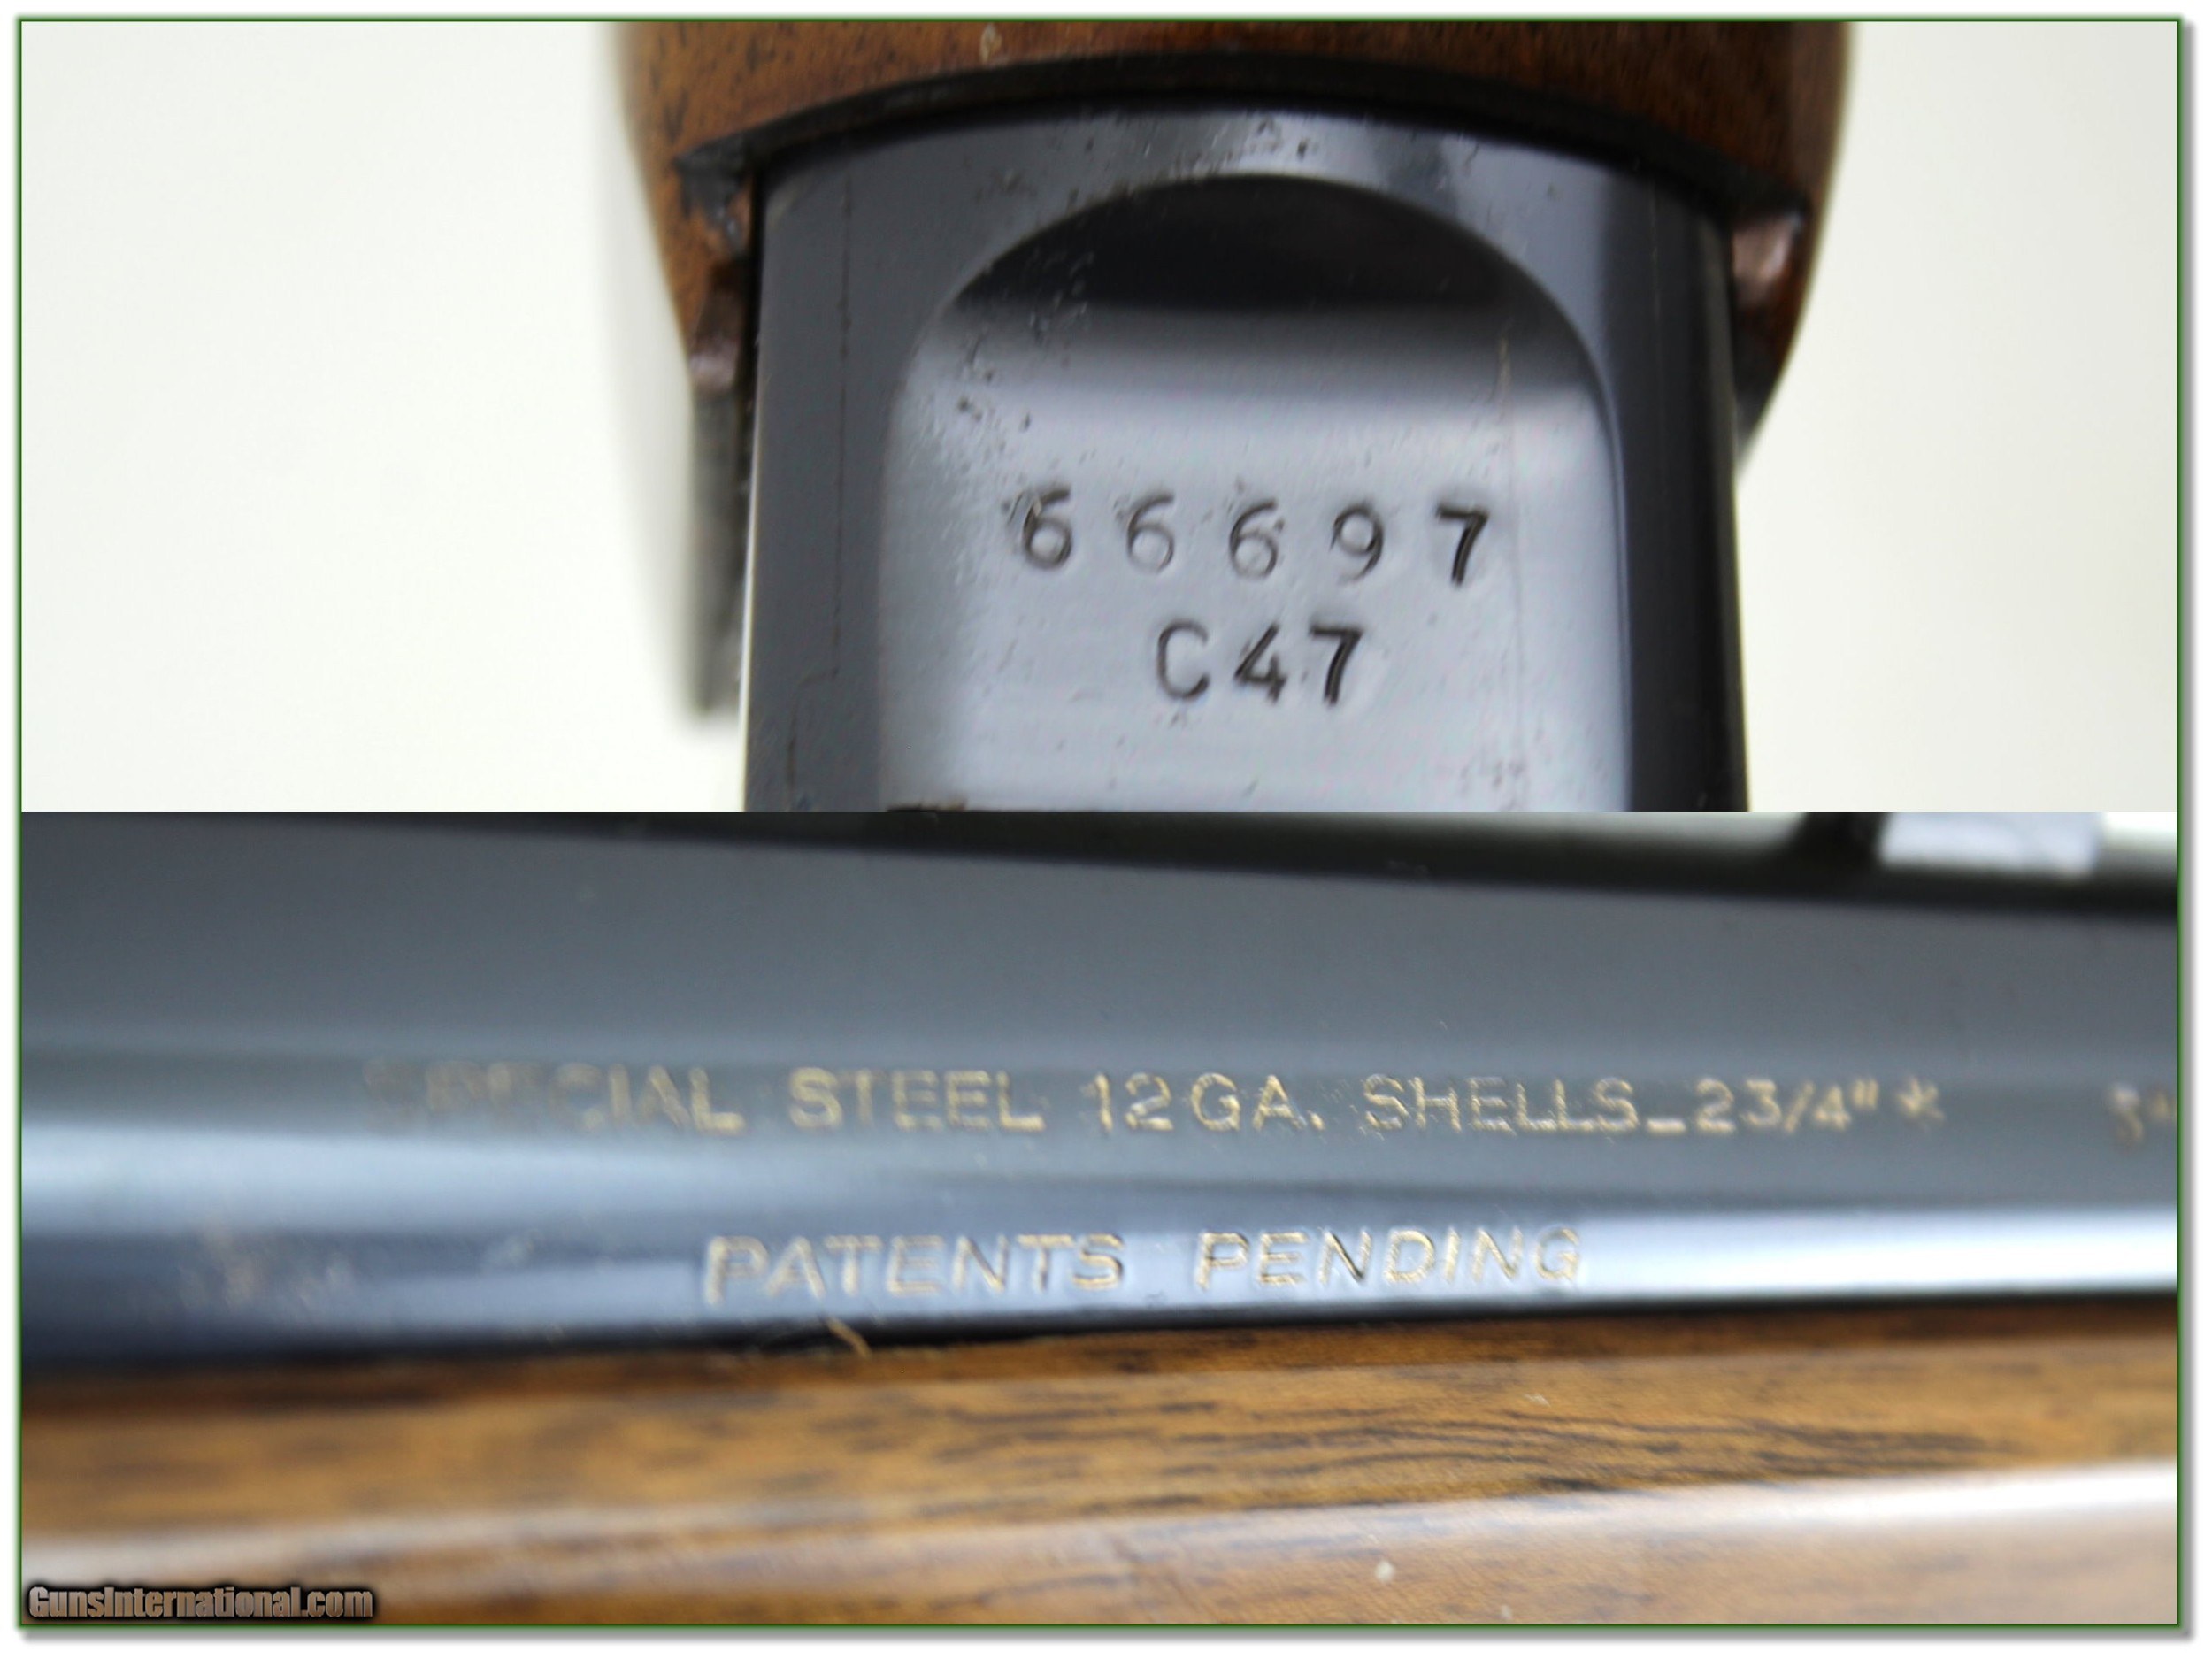 66697
C47
SPECIAL STEEL 12GA. SHELLS_23/4"*
PATENTS PENDING
GunsInternational.com